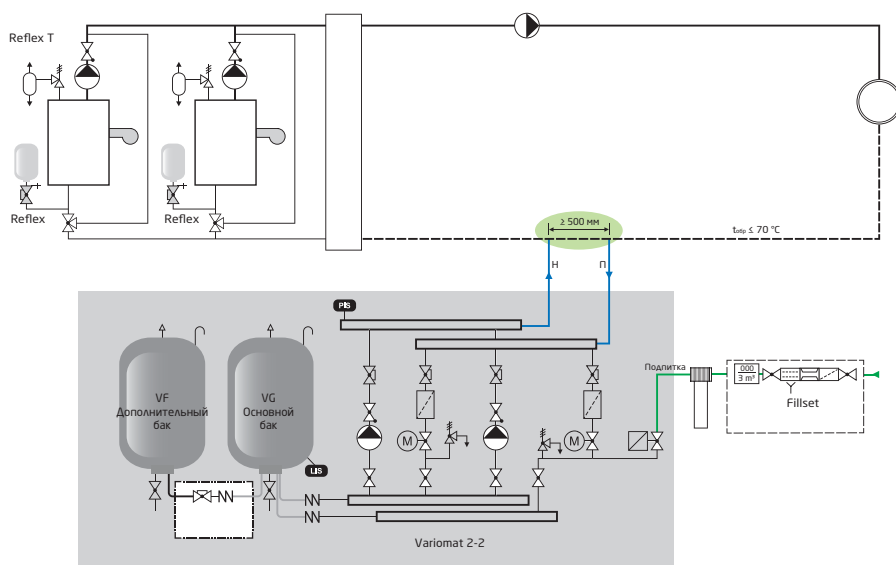 Reflex T
Reflex
Reflex
≥ 500 мм
tобр ≤ 70 °C
Н
П
PIS
Подпитка
000
3 m³
Fillset
VF
Дополнительный
бак
VG
Основной
бак
M
M
LIS
Variomat 2-2